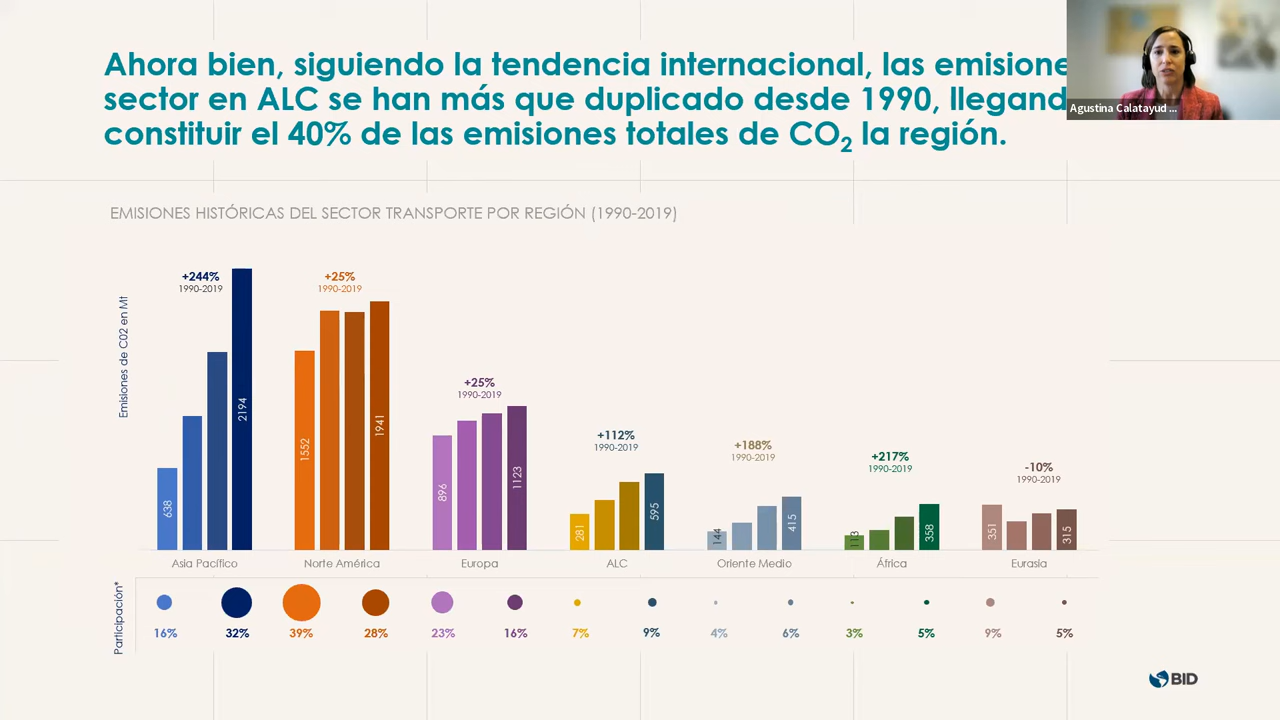 Ahora bien, siguiendo la tendencia internacional, las emisione
sector en ALC se han más que duplicado desde 1990, llegand
constituir el 40% de las emisiones totales de CO2 la región.
Agustina Calatayud ...
EMISIONES HISTÓRICAS DEL SECTOR TRANSPORTE POR REGIÓN (1990-2019)
Emisiones de C02 en Mt
+244%
1990-2019
638
2194
+25%
1990-2019
1552
1941
+25%
1990-2019
896
1123
+112%
1990-2019
281
595
+188%
1990-2019
144
415
+217%
1990-2019
113
358
-10%
1990-2019
351
315
Asia Pacífico
Norte América
Europa
ALC
Oriente Medio
África
Eurasia
Participación*
16%
32%
39%
28%
23%
16%
7%
9%
4%
6%
3%
5%
9%
5%
BID